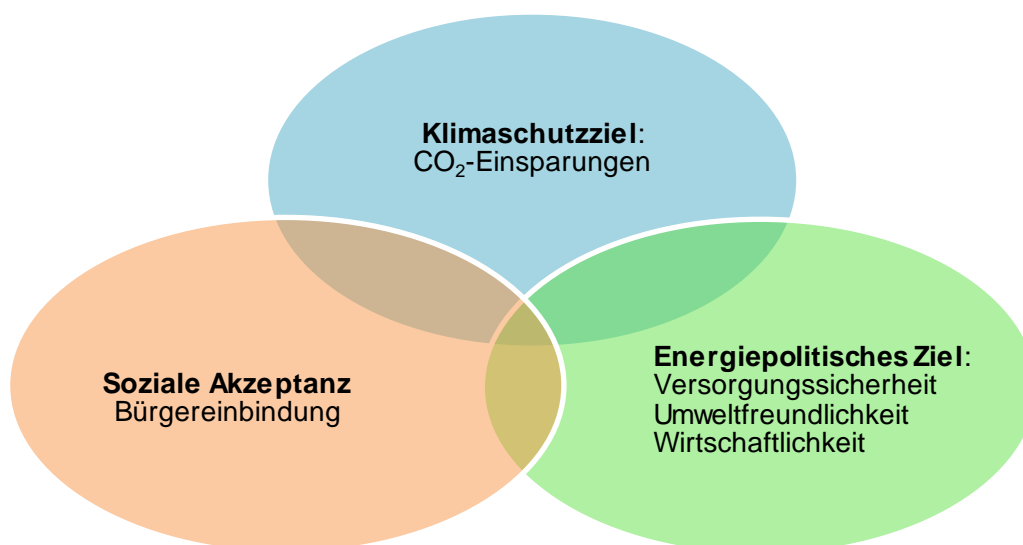 Klimaschutzziel:
CO₂-Einsparungen
Soziale Akzeptanz
Bürgereinbindung
Energiepolitisches Ziel:
Versorgungssicherheit
Umweltfreundlichkeit
Wirtschaftlichkeit